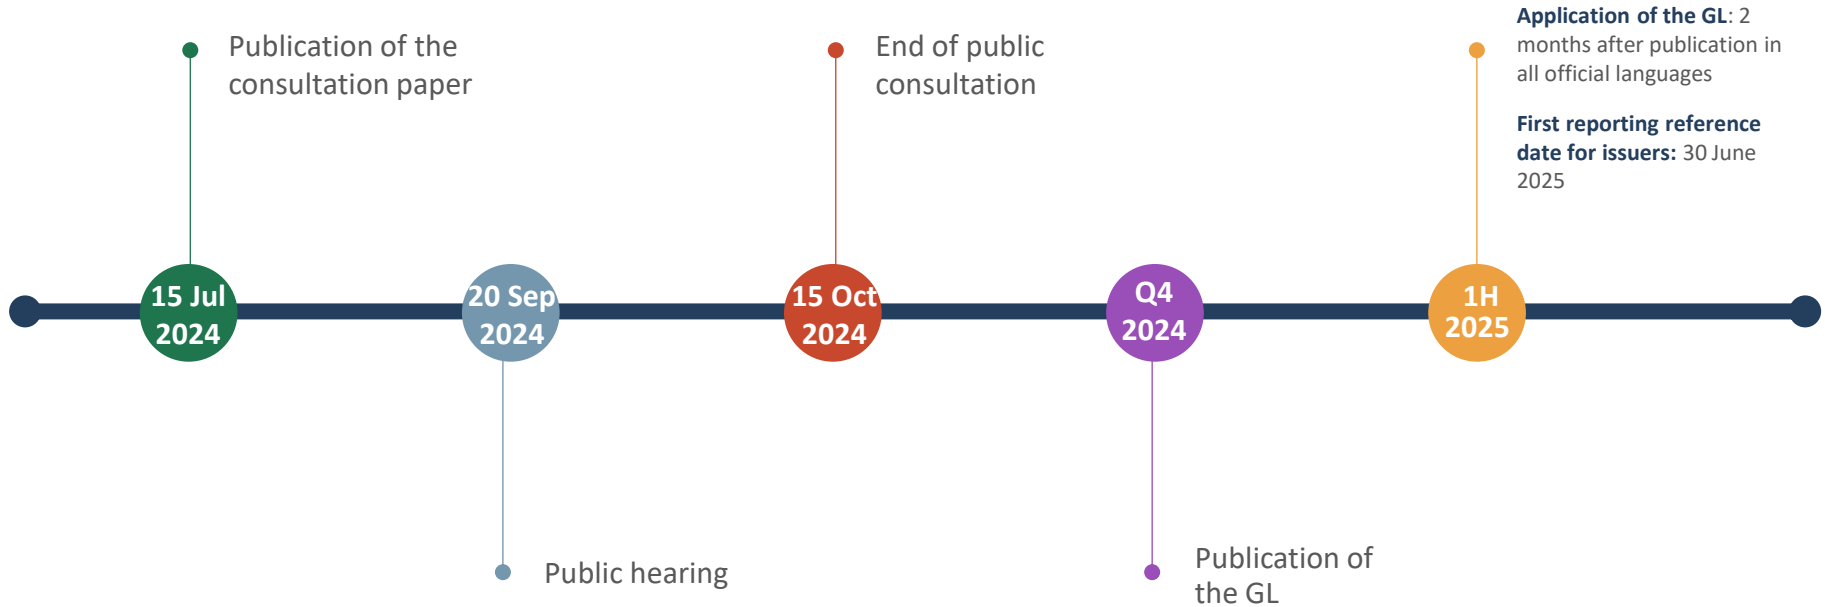 Publication of the
consultation paper
End of public
consultation
Application of the GL: 2
months after publication in
all official languages
First reporting reference
date for issuers: 30 June
2025
15 Jul
2024
20 Sep
2024
15 Oct
2024
Q4
2024
1H
2025
Public hearing
Publication of
the GL